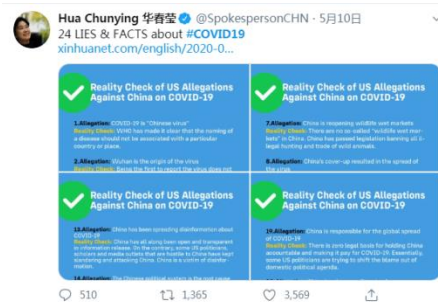 Hua Chunying 华春莹 @SpokespersonCHN · 5月10日
24 LIES & FACTS about #COVID19
xinhuanet.com/english/2020-0...
Reality Check of US Allegations
Against China on COVID-19
1.Allegation: COVID-19 is "Chinese virus"
Reality Check: WHO has made it clear that the naming of
a disease should not be associated with a particular
country or place.
2.Allegation: Wuhan is the origin of the virus
Reality Check: Being the first to report the virus does not
Reality Check of US Allegations
Against China on COVID-19
7.Allegation: China is reopening wildlife wet markets
Reality Check: There are no so-called "wildlife wet mar-
kets" in China. China has passed legislation banning all il-
legal hunting and trade of wild animals.
8.Allegation: China's cover-up resulted in the spread of
the virus
Reality Check of US Allegations
Against China on COVID-19
China has been spreading disinformation about
COVID-19
Reality Check: China has all along been open and transparent
in information release. On the contrary, some US politicians,
scholars and media outlets that are hostile to China have kept
slandering and attacking China. China is a victim of disinfor-
mation.
Allegation: The Chinese political system is the root cause
Reality Check of US Allegations
Against China on COVID-19
19.Allegation: China is responsible for the global spread
of COVID-19
Reality Check: There is zero legal basis for holding China
accountable and making it pay for COVID-19. Essentially,
some US politicians are trying to shift the blame out of
domestic political agenda.
510 1,365 3,569